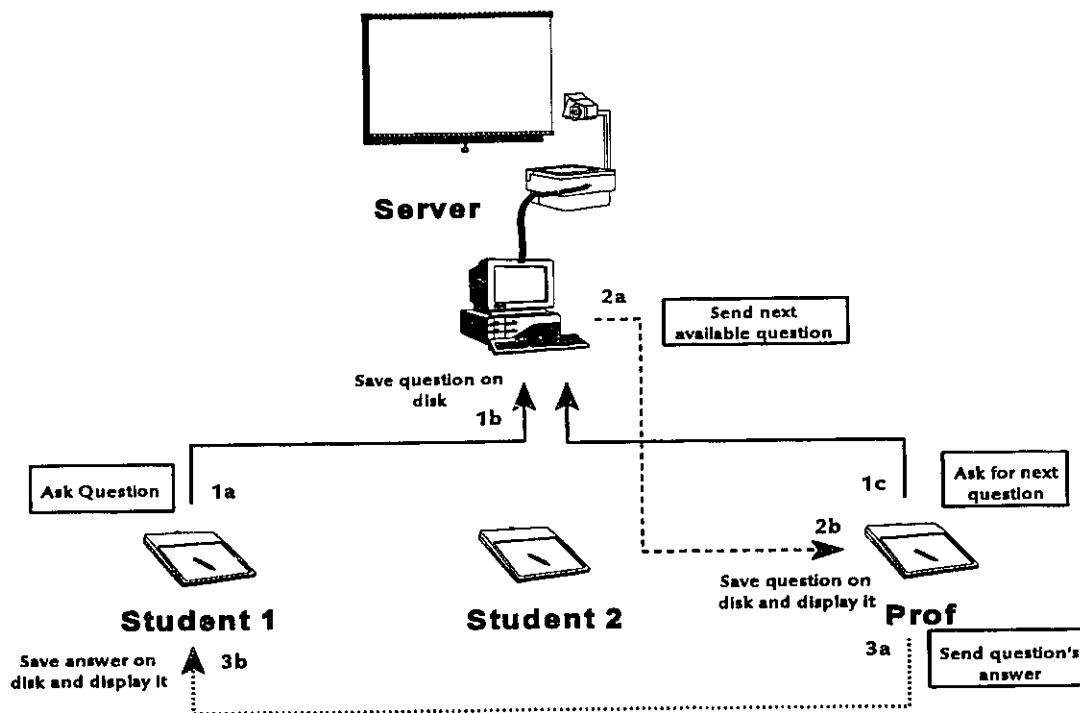 Server
2a
Send next
available question
Save question on
disk
1b
Ask Question
1a
1c
Ask for next
question
2b
Save question on
disk and display it
Student 1
Student 2
Prof
Save answer on
disk and display it
3b
3a
Send question's
answer